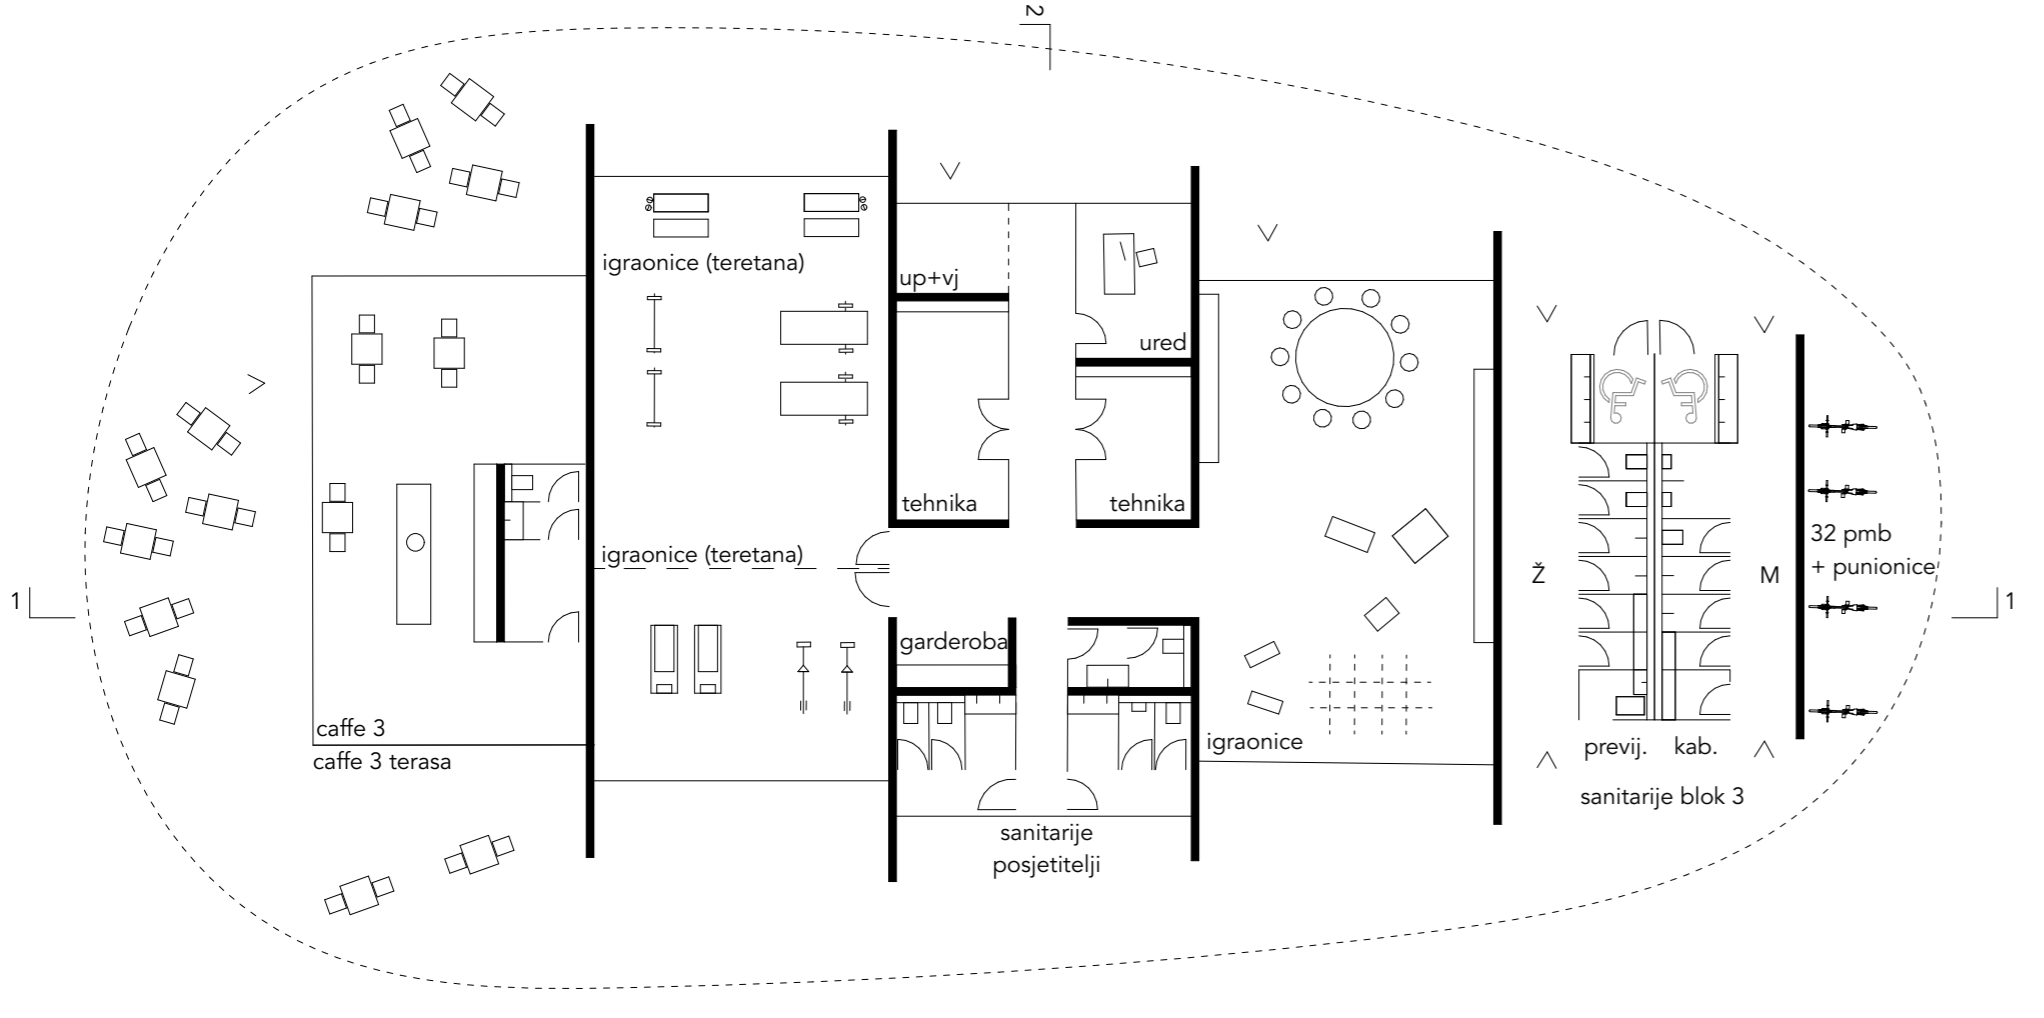 2
igraonice (teretana)
up+vj
ured
tehnika
tehnika
igraonice (teretana)
32 pmb
+ punionice
Ž
M
1
1
garderoba
caffe 3
caffe 3 terasa
igraonice
previj.
kab.
sanitarije blok 3
sanitarije
posjetitelji